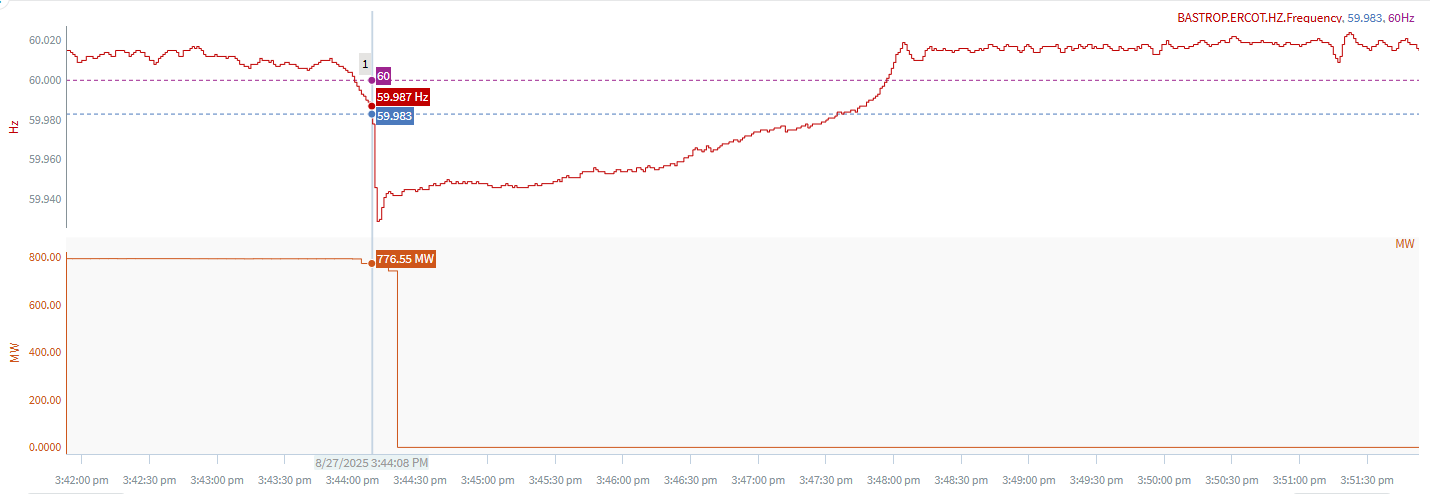 BASTROP.ERCOT.HZ.Frequency, 59.983, 60Hz
60.020
1
60.000
60
59.987 Hz
59.983
59.980
Hz
59.960
59.940
MW
800.00
776.55 MW
600.00
400.00
MW
200.00
0.0000
8/27/2025 3:44:08 PM
3:42:00 pm 3:42:30 pm 3:43:00 pm 3:43:30 pm 3:44:00 pm 3:44:30 pm 3:45:00 pm 3:45:30 pm 3:46:00 pm 3:46:30 pm 3:47:00 pm 3:47:30 pm 3:48:00 pm 3:48:30 pm 3:49:00 pm 3:49:30 pm 3:50:00 pm 3:50:30 pm 3:51:00 pm 3:51:30 pm